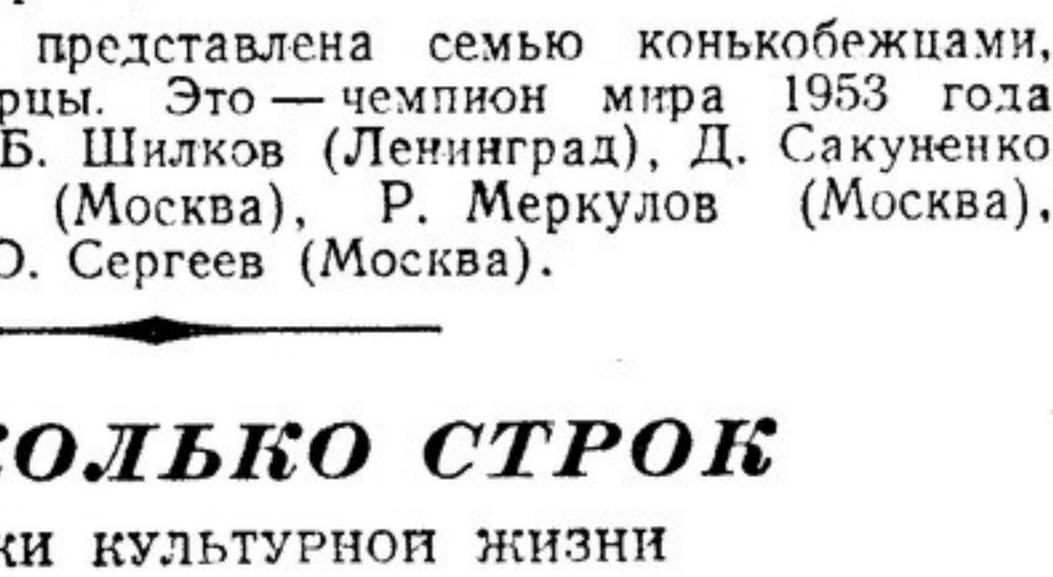 представлена семью конькобежцами,
рцы. Это — чемпион мира 1953 года
Б. Шилков (Ленинград), Д. Сакуненко
(Москва), Р. Меркулов (Москва),
Ю. Сергеев (Москва).
КОЛЬКО СТРОК
КИ КУЛЬТУРНОЙ ЖИЗНИ